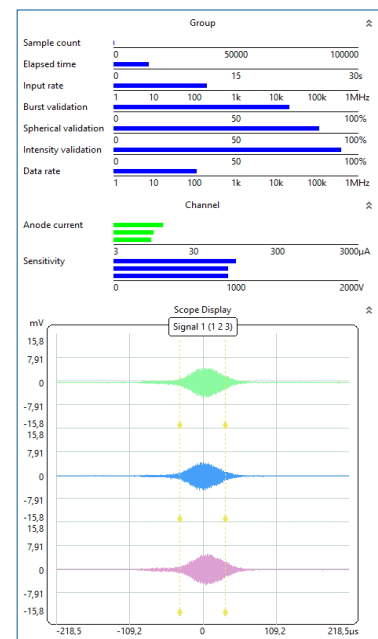 Group
Sample count
0 50000 100000
Elapsed time
0 15 30s
Input rate
1 10 100 1k 10k 100k 1MHz
Burst validation
0 50 100%
Spherical validation
0 50 100%
Intensity validation
0 50 100%
Data rate
1 10 100 1k 10k 100k 1MHz
Channel
Anode current
3 30 300 3000µA
Sensitivity
0 1000 2000V
Scope Display
mV
Signal 1 (1 2 3)
15,8
7,91
0
-7,91
-15,8
15,8
7,91
0
-7,91
-15,8
15,8
7,91
0
-7,91
-15,8
-218,5 -109,2 0 109,2 218,5µs